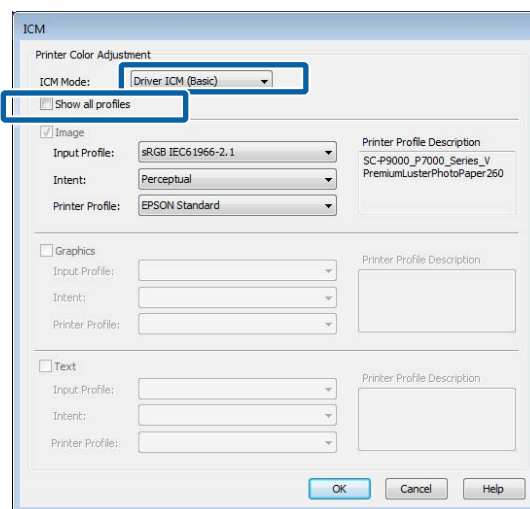 ICM
Printer Color Adjustment
ICM Mode: Driver ICM (Basic)
Show all profiles
Image
Input Profile: sRGB IEC61966-2.1
Intent: Perceptual
Printer Profile: EPSON Standard
Printer Profile Description
SC-P9000_P7000_Series_V
PremiumLusterPhotoPaper260
Graphics
Input Profile:
Intent:
Printer Profile:
Printer Profile Description
Text
Input Profile:
Intent:
Printer Profile:
Printer Profile Description
OK Cancel Help